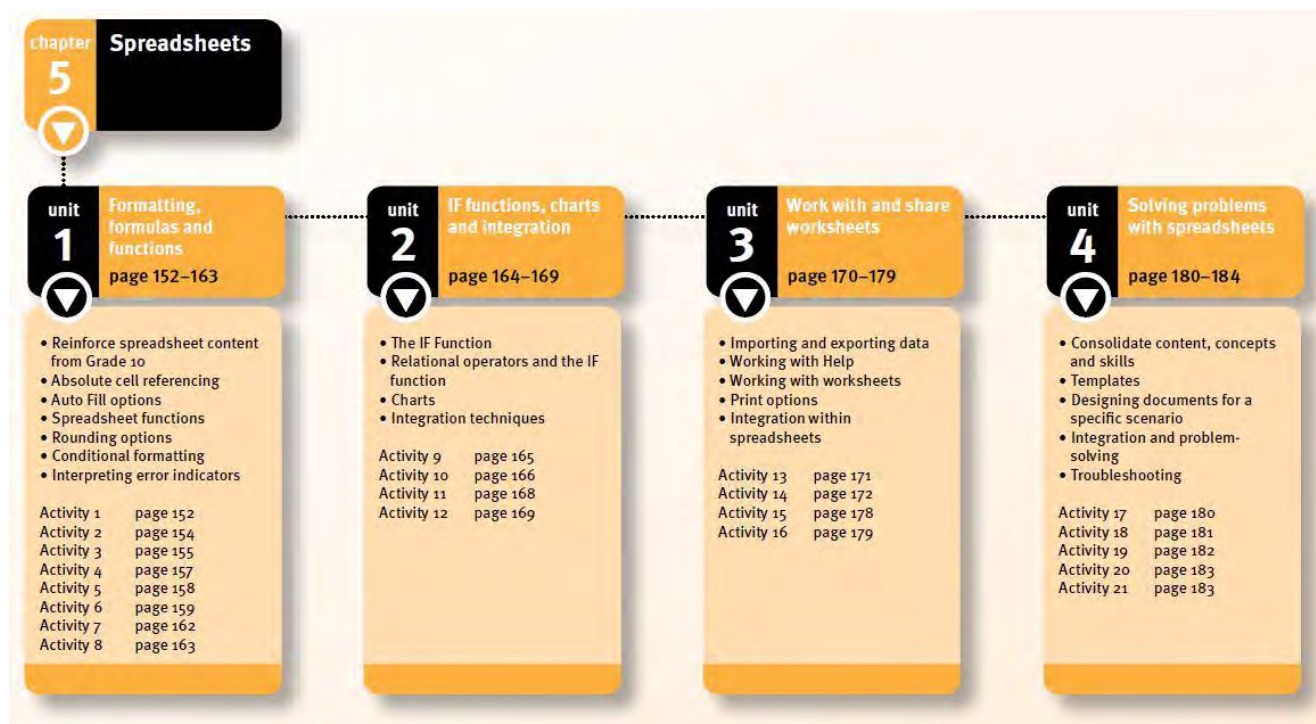 chapter
5
Spreadsheets
unit
1
Formatting,
formulas and
functions
page 152–163
• Reinforce spreadsheet content
from Grade 10
• Absolute cell referencing
• Auto Fill options
• Spreadsheet functions
• Rounding options
• Conditional formatting
• Interpreting error indicators
Activity 1 page 152
Activity 2 page 154
Activity 3 page 155
Activity 4 page 157
Activity 5 page 158
Activity 6 page 159
Activity 7 page 162
Activity 8 page 163
unit
2
IF functions, charts
and integration
page 164–169
• The IF Function
• Relational operators and the IF
function
• Charts
• Integration techniques
Activity 9 page 165
Activity 10 page 166
Activity 11 page 168
Activity 12 page 169
unit
3
Work with and share
worksheets
page 170–179
• Importing and exporting data
• Working with Help
• Working with worksheets
• Print options
• Integration within
spreadsheets
Activity 13 page 171
Activity 14 page 172
Activity 15 page 178
Activity 16 page 179
unit
4
Solving problems
with spreadsheets
page 180–184
• Consolidate content, concepts
and skills
• Templates
• Designing documents for a
specific scenario
• Integration and problem-
solving
• Troubleshooting
Activity 17 page 180
Activity 18 page 181
Activity 19 page 182
Activity 20 page 183
Activity 21 page 183